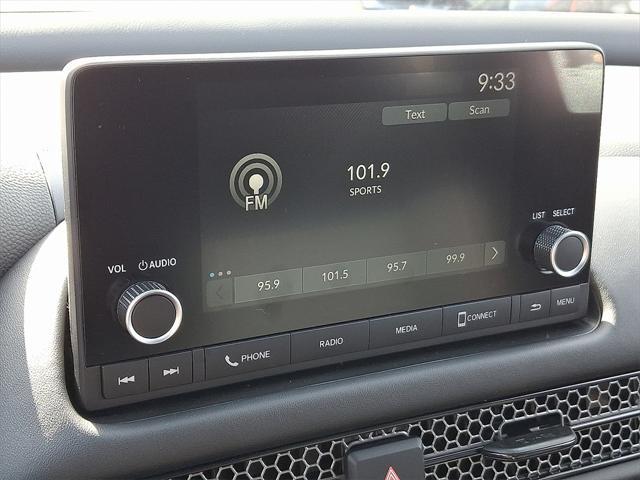 9:33
Text Scan
101.9
SPORTS
FM
LIST SELECT
VOL AUDIO
95.9 101.5 95.7 99.9
PHONE RADIO MEDIA CONNECT MENU